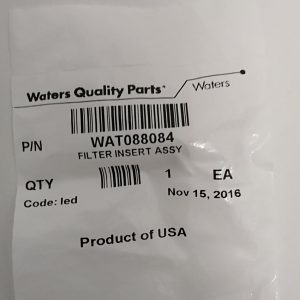 Waters Quality Parts
Waters
P/N WAT088084
FILTER INSERT ASSY
QTY 1 EA
Code: led Nov 15, 2016
Product of USA